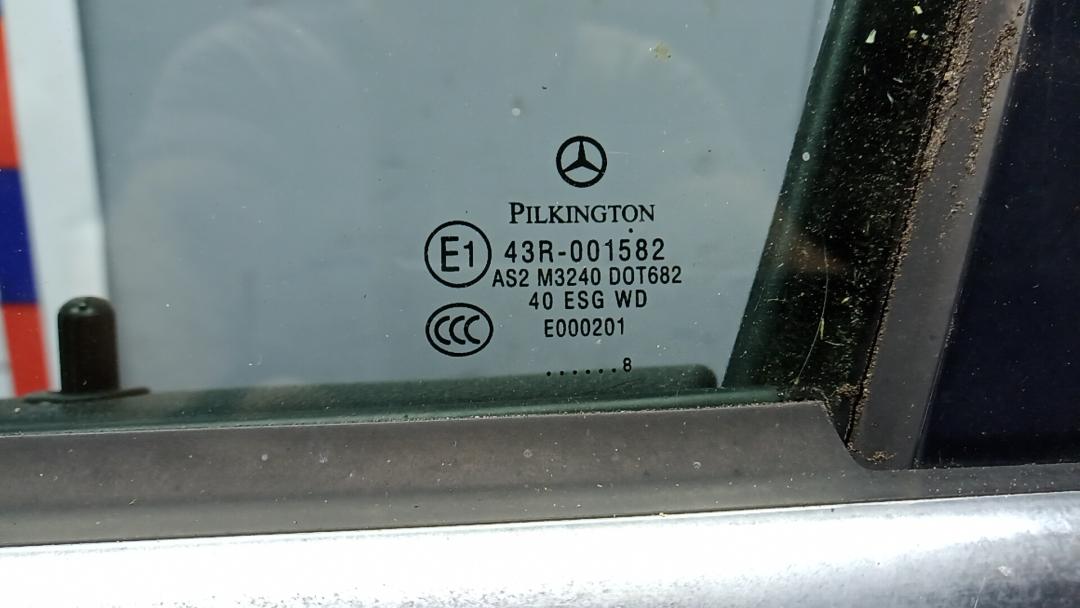 PILKINGTON
E1 43R-001582
AS2 M3240 DOT682
40 ESG WD
CCC E000201
......8